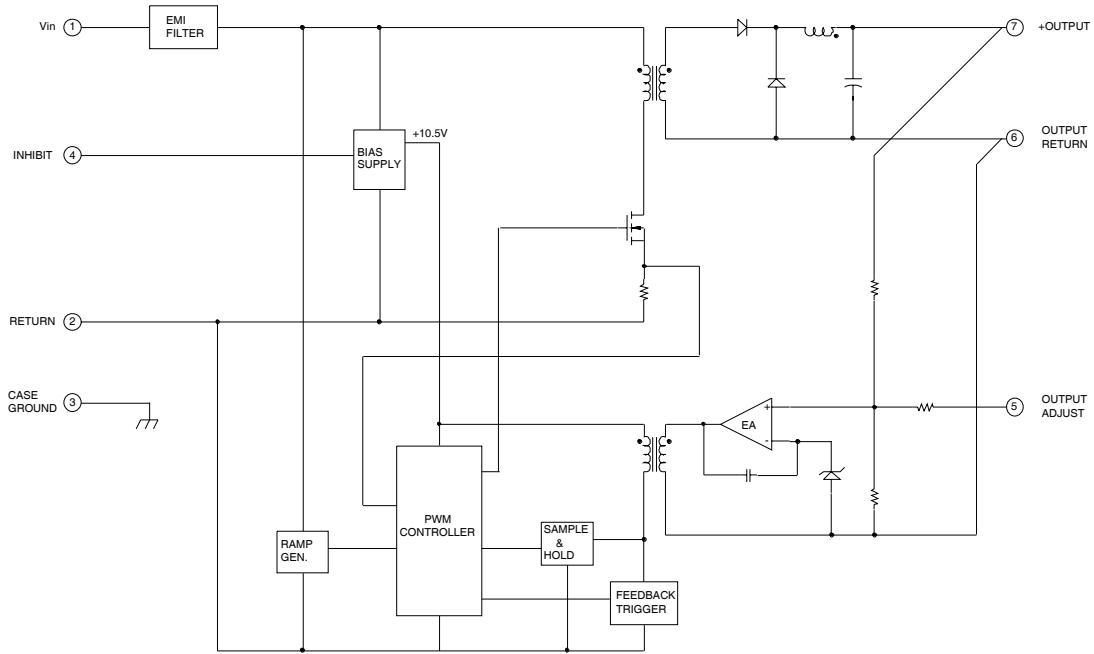 Vin 1
EMI
FILTER
7 +OUTPUT
+10.5V
INHIBIT 4
BIAS
SUPPLY
6 OUTPUT
RETURN
RETURN 2
CASE
GROUND 3
+
EA
-
5 OUTPUT
ADJUST
PWM
CONTROLLER
RAMP
GEN.
SAMPLE
&
HOLD
FEEDBACK
TRIGGER